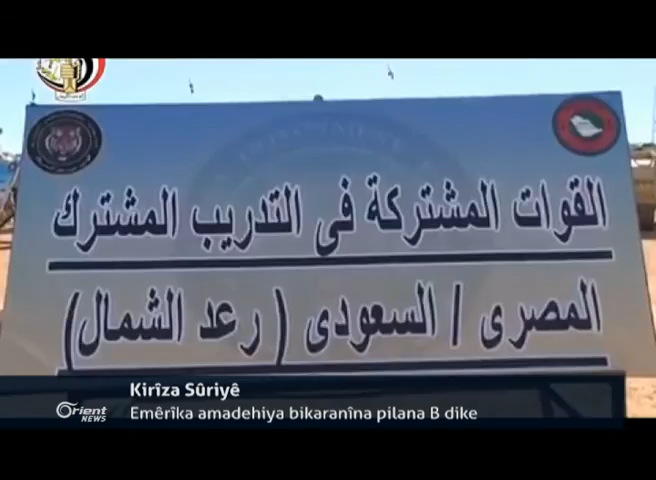 القوات المشتركة فى التدريب المشترك
المصرى / السعودى ( رعد الشمال )
Kirîza Sûriyê
Orient NEWS
Emêrîka amadehiya bikaranîna pilana B dike